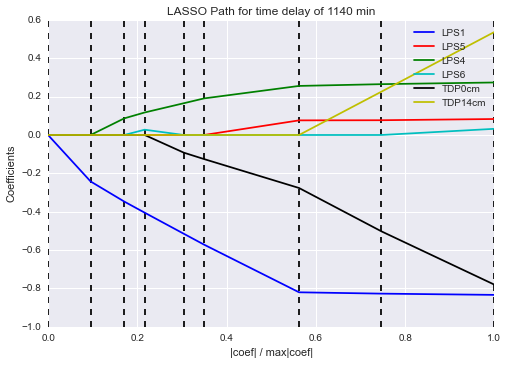 LASSO Path for time delay of 1140 min
0.6
0.4
0.2
0.0
−0.2
−0.4
−0.6
−0.8
−1.0
Coefficients
LPS1
LPS5
LPS4
LPS6
TDP0cm
TDP14cm
0.0 0.2 0.4 0.6 0.8 1.0
|coef| / max|coef|